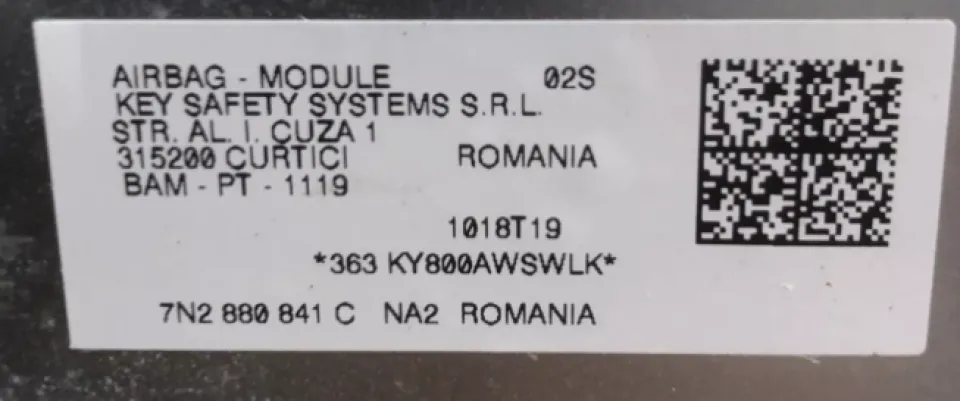 AIRBAG - MODULE 02S
KEY SAFETY SYSTEMS S.R.L.
STR. AL. I. CUZA 1
315200 CURTICI ROMANIA
BAM - PT - 1119
1018T19
*363 KY800AWSWLK*
7N2 880 841 C NA2 ROMANIA